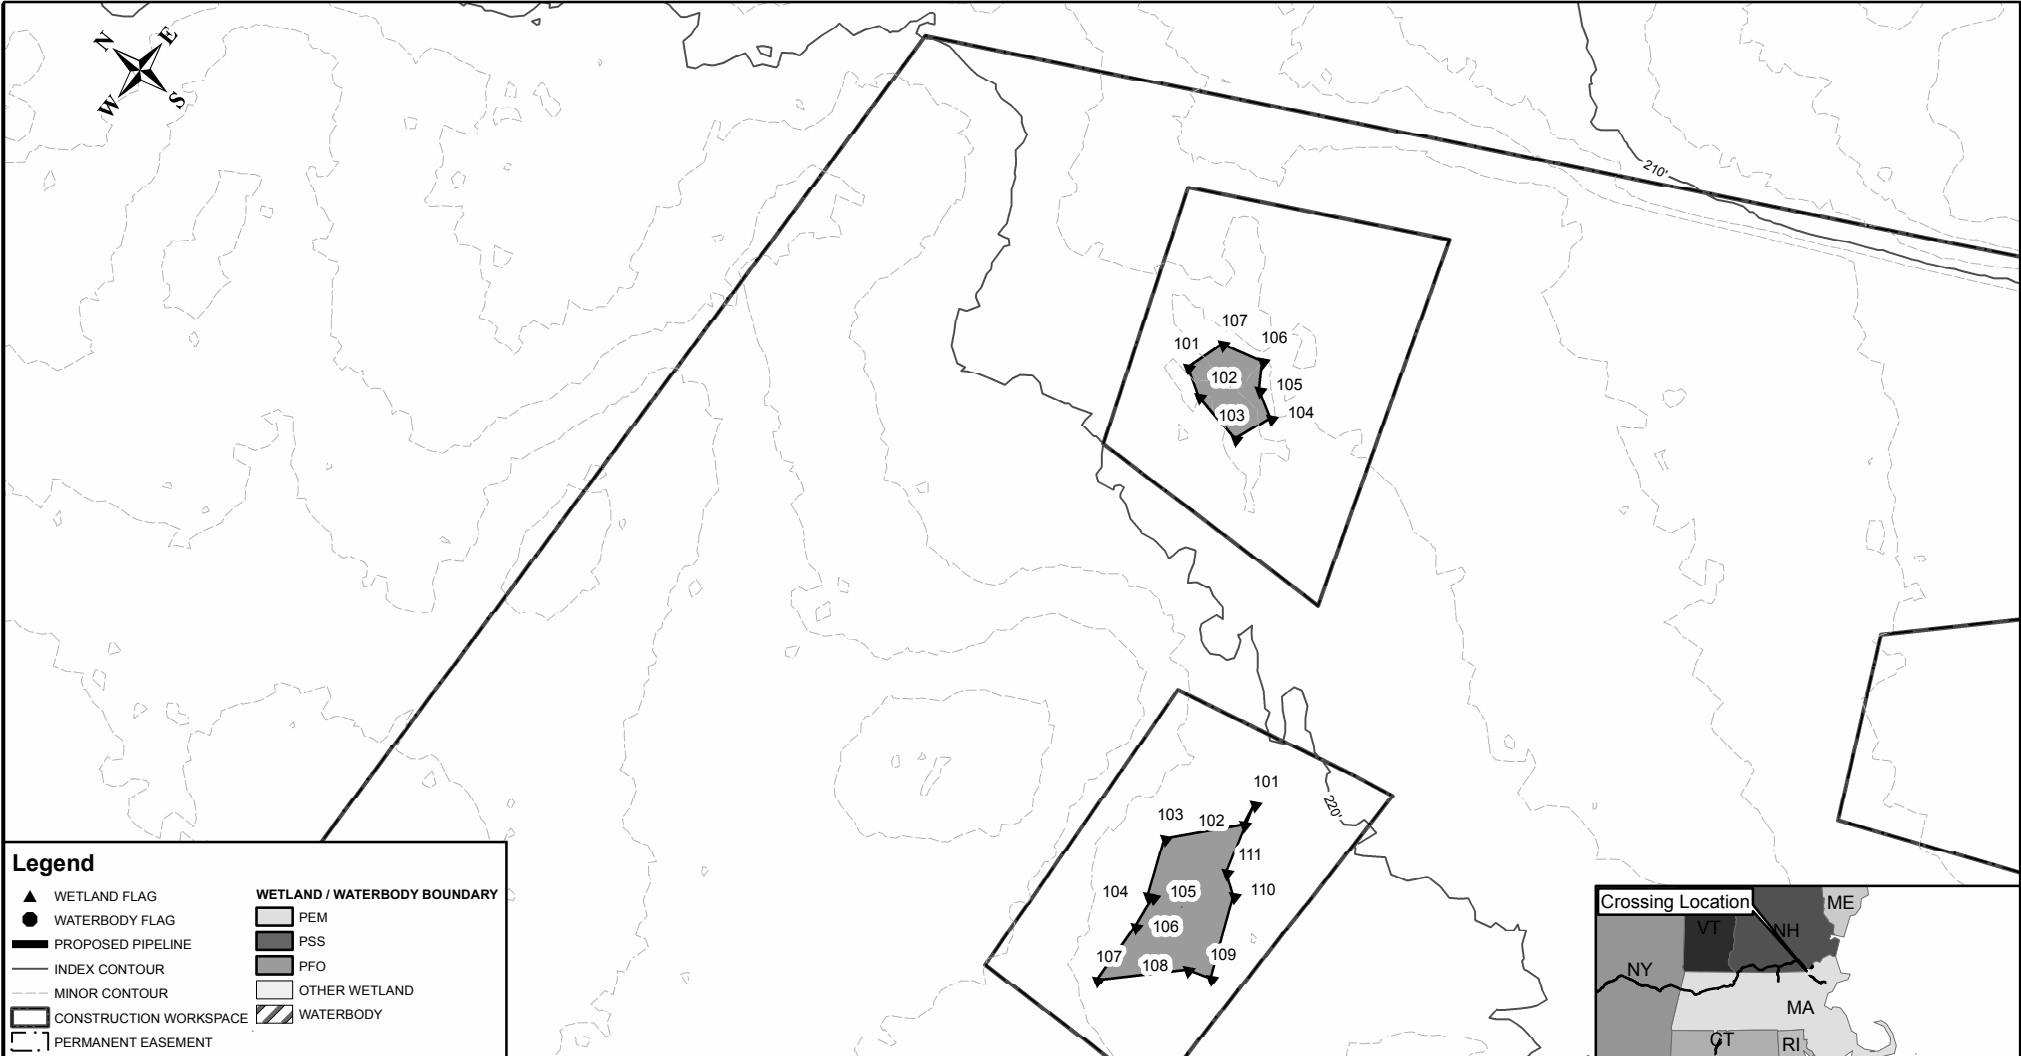 N
E
W
S
210'
107
106
101
102
105
103
104
101
103
102
111
220'
104
105
110
106
107
108
109
Legend
WETLAND FLAG
WATERBODY FLAG
PROPOSED PIPELINE
INDEX CONTOUR
MINOR CONTOUR
CONSTRUCTION WORKSPACE
PERMANENT EASEMENT
WETLAND / WATERBODY BOUNDARY
PEM
PSS
PFO
OTHER WETLAND
WATERBODY
Crossing Location
ME
VT
NH
NY
MA
CT
RI